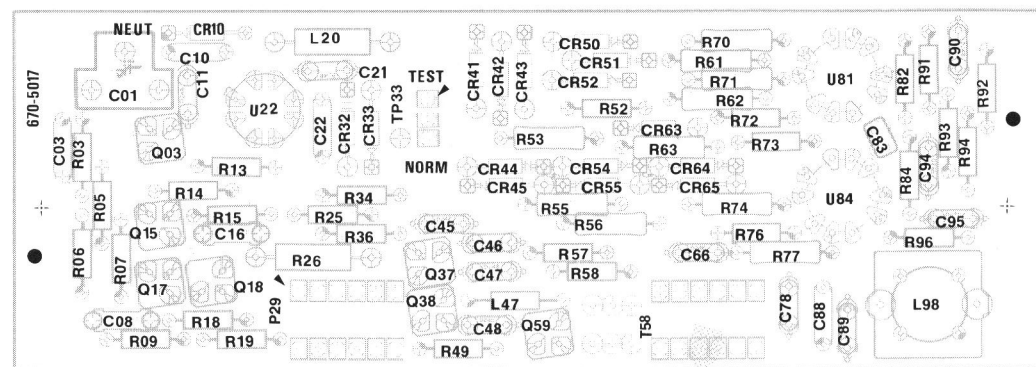 NEUT
CR10
C10
C11
C01
670-5017
L20
C21
TEST
U22
C22
CR32
CR33
TP33
CR41
CR42
CR43
CR50
CR51
CR52
R52
R53
R70
R61
R71
R62
R72
CR63
R63
R73
U81
R82
R91
C90
R92
C83
R93
R94
C03
R03
Q03
R13
NORM
CR44
CR45
CR54
CR55
CR64
CR65
R84
C94
R05
R14
R34
R55
R74
U84
R15
R25
C45
R56
C95
Q15
C16
R36
C46
R76
R96
R06
R07
R26
Q37
R57
C66
R77
Q17
Q18
C47
R58
P29
Q38
L47
T58
C78
C88
C89
L98
C08
R18
C48
Q59
R09
R19
R49